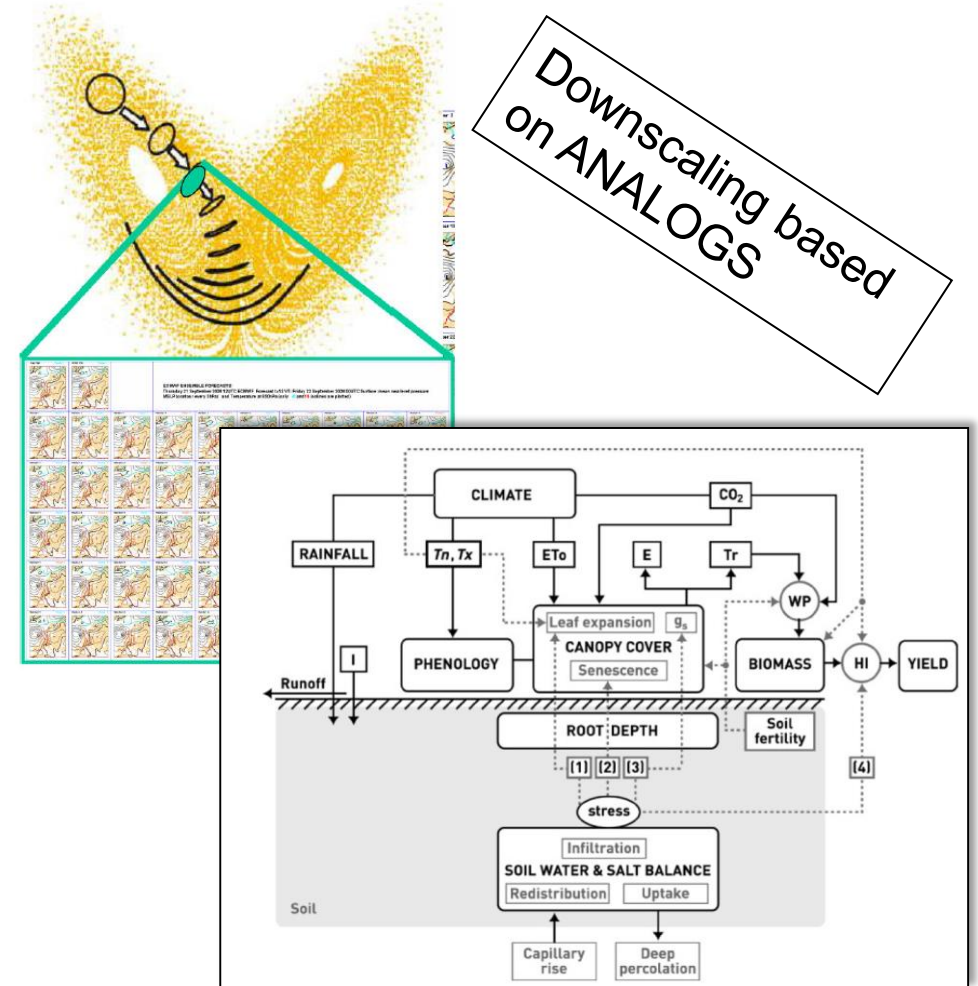 Downscaling based
on ANALOGS
ECMWF ENSEMBLE FORECASTS
CLIMATE
CO₂
RAINFALL
Tn, Tx
ETo
E
Tr
WP
Leaf expansion
gs
CANOPY COVER
Senescence
PHENOLOGY
I
BIOMASS
HI
YIELD
Runoff
ROOT DEPTH
Soil
fertility
(1) (2) (3)
(4)
stress
Infiltration
SOIL WATER & SALT BALANCE
Redistribution
Uptake
Soil
Capillary
rise
Deep
percolation